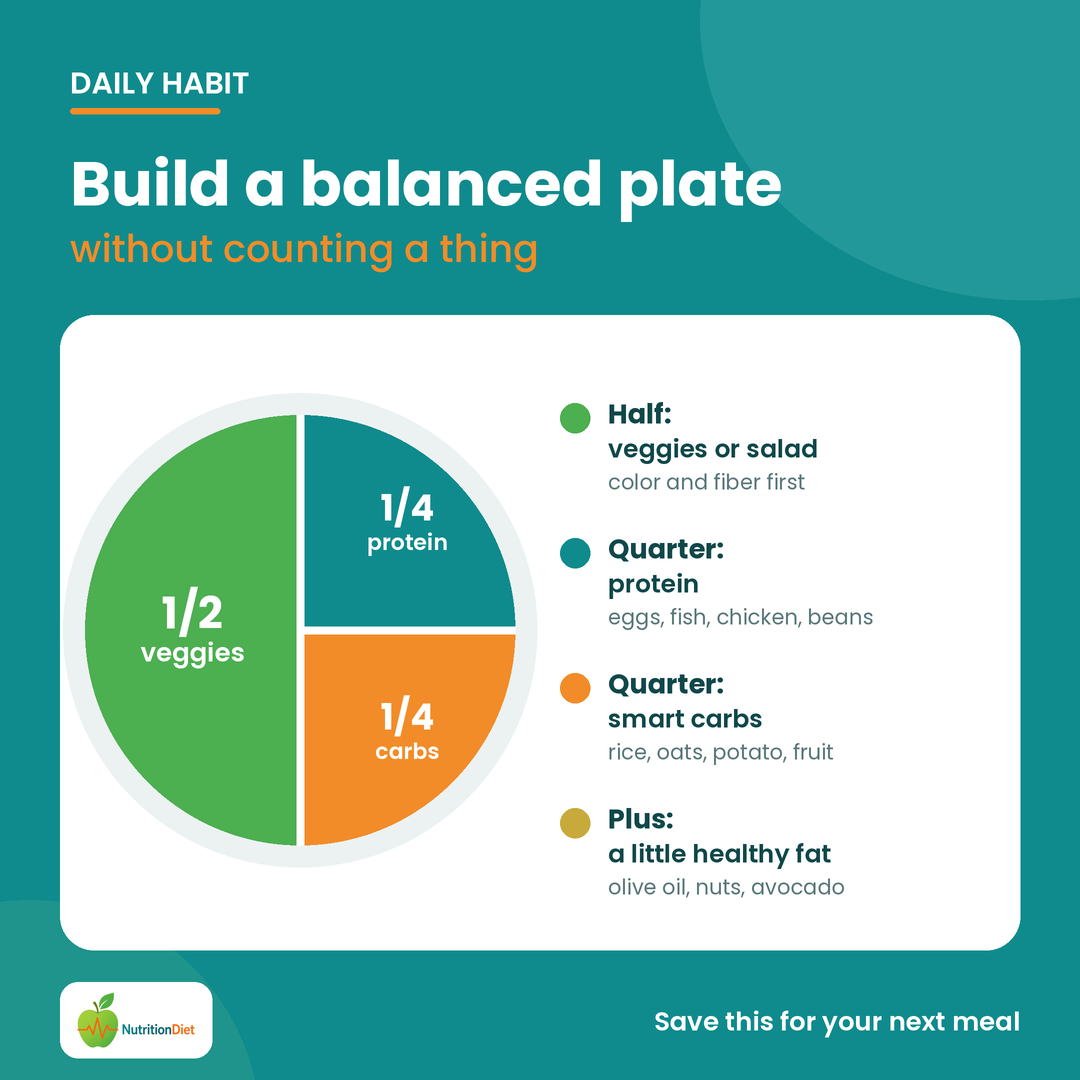 DAILY HABIT
Build a balanced plate
without counting a thing
1/2
veggies
1/4
protein
1/4
carbs
Half:
veggies or salad
color and fiber first
Quarter:
protein
eggs, fish, chicken, beans
Quarter:
smart carbs
rice, oats, potato, fruit
Plus:
a little healthy fat
olive oil, nuts, avocado
NutritionDiet
Save this for your next meal